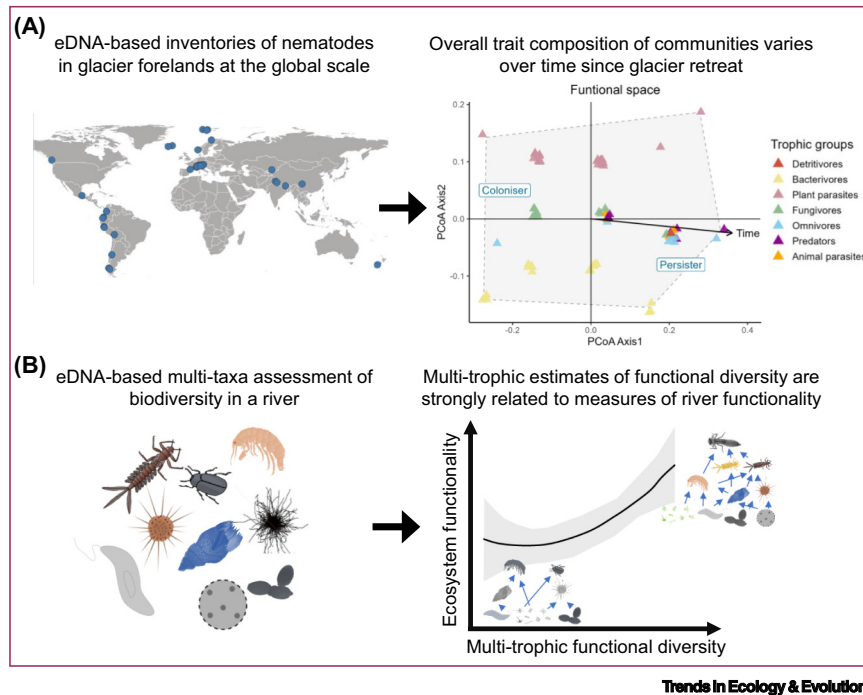 (A)
eDNA-based inventories of nematodes
in glacier forelands at the global scale
Overall trait composition of communities varies
over time since glacier retreat
Funtional space
0.2
0.1
0.0
-0.1
PCoA Axis2
Coloniser
Persister
Time
-0.2
0.0
0.2
0.4
PCoA Axis1
Trophic groups
Detritivores
Bacterivores
Plant parasites
Fungivores
Omnivores
Predators
Animal parasites
(B)
eDNA-based multi-taxa assessment of
biodiversity in a river
Multi-trophic estimates of functional diversity are
strongly related to measures of river functionality
Ecosystem functionality
Multi-trophic functional diversity
Trends in Ecology & Evolution